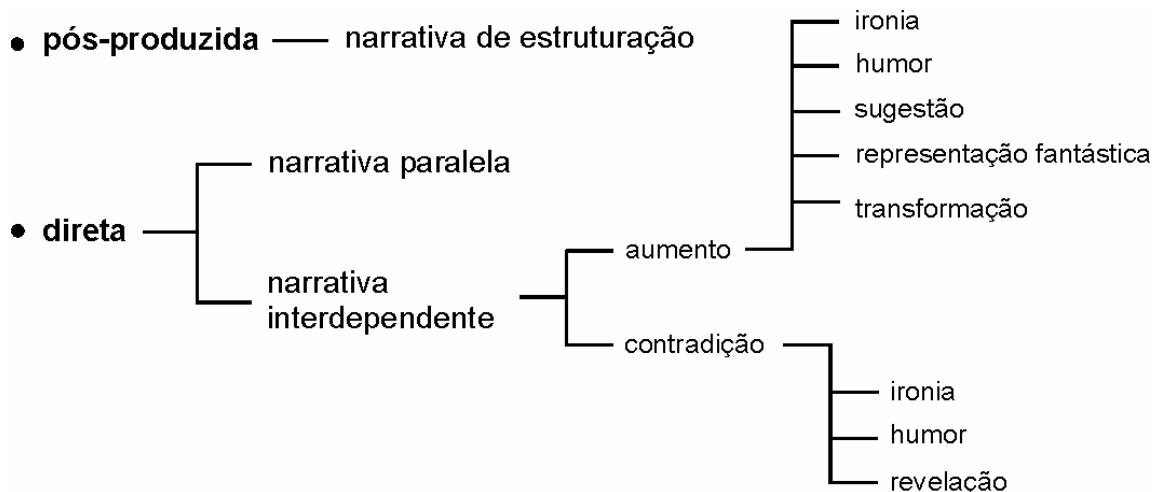 • pós-produzida narrativa de estruturação
ironia
humor
sugestão
representação fantástica
transformação
narrativa paralela
• direta
narrativa
interdependente
aumento
contradição
ironia
humor
revelação